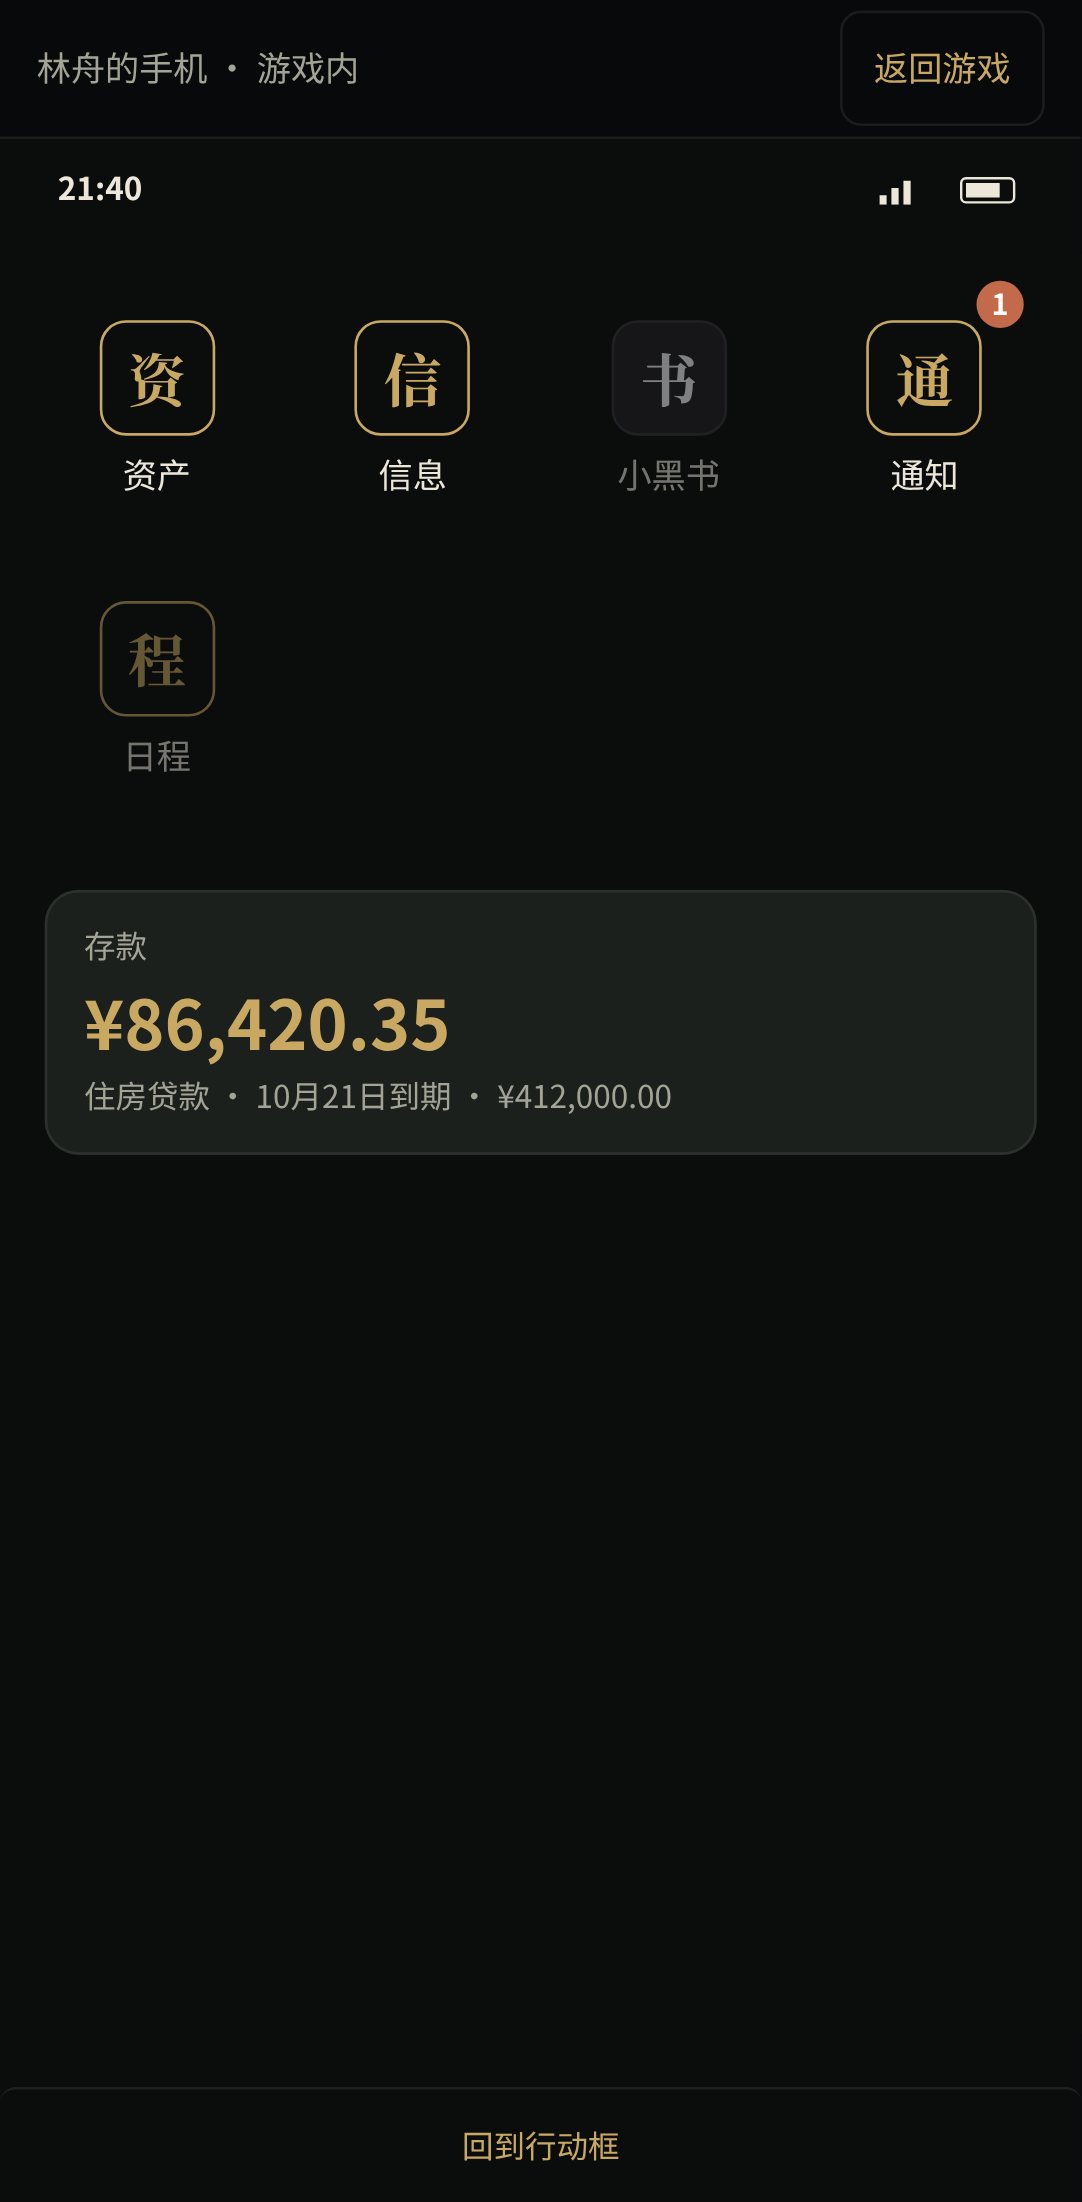 林舟的手机 · 游戏内
返回游戏
21:40
1
资 信 书 通
资产 信息 小黑书 通知
程
日程
存款
¥86,420.35
住房贷款 · 10月21日到期 · ¥412,000.00
回到行动框